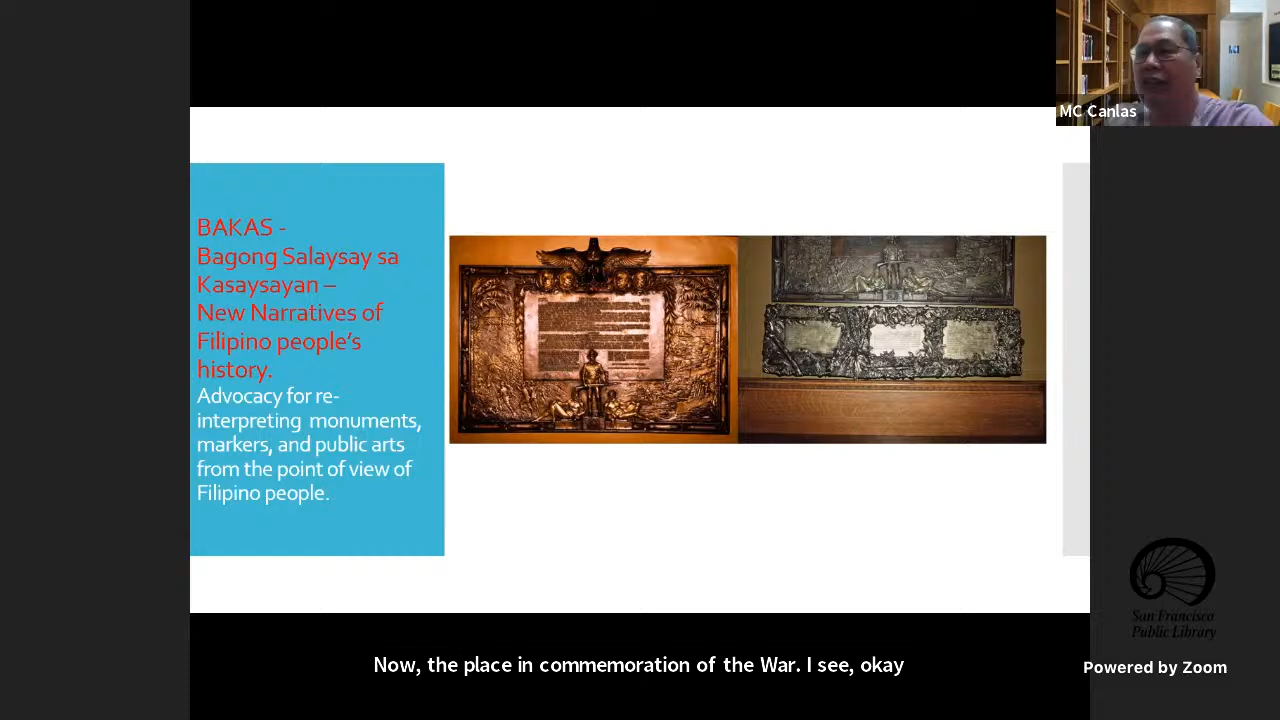 MC Canlas
BAKAS -
Bagong Salaysay sa
Kasaysayan –
New Narratives of
Filipino people's
history.
Advocacy for re-
interpreting monuments,
markers, and public arts
from the point of view of
Filipino people.
San Francisco
Public Library
Now, the place in commemoration of the War. I see, okay
Powered by Zoom